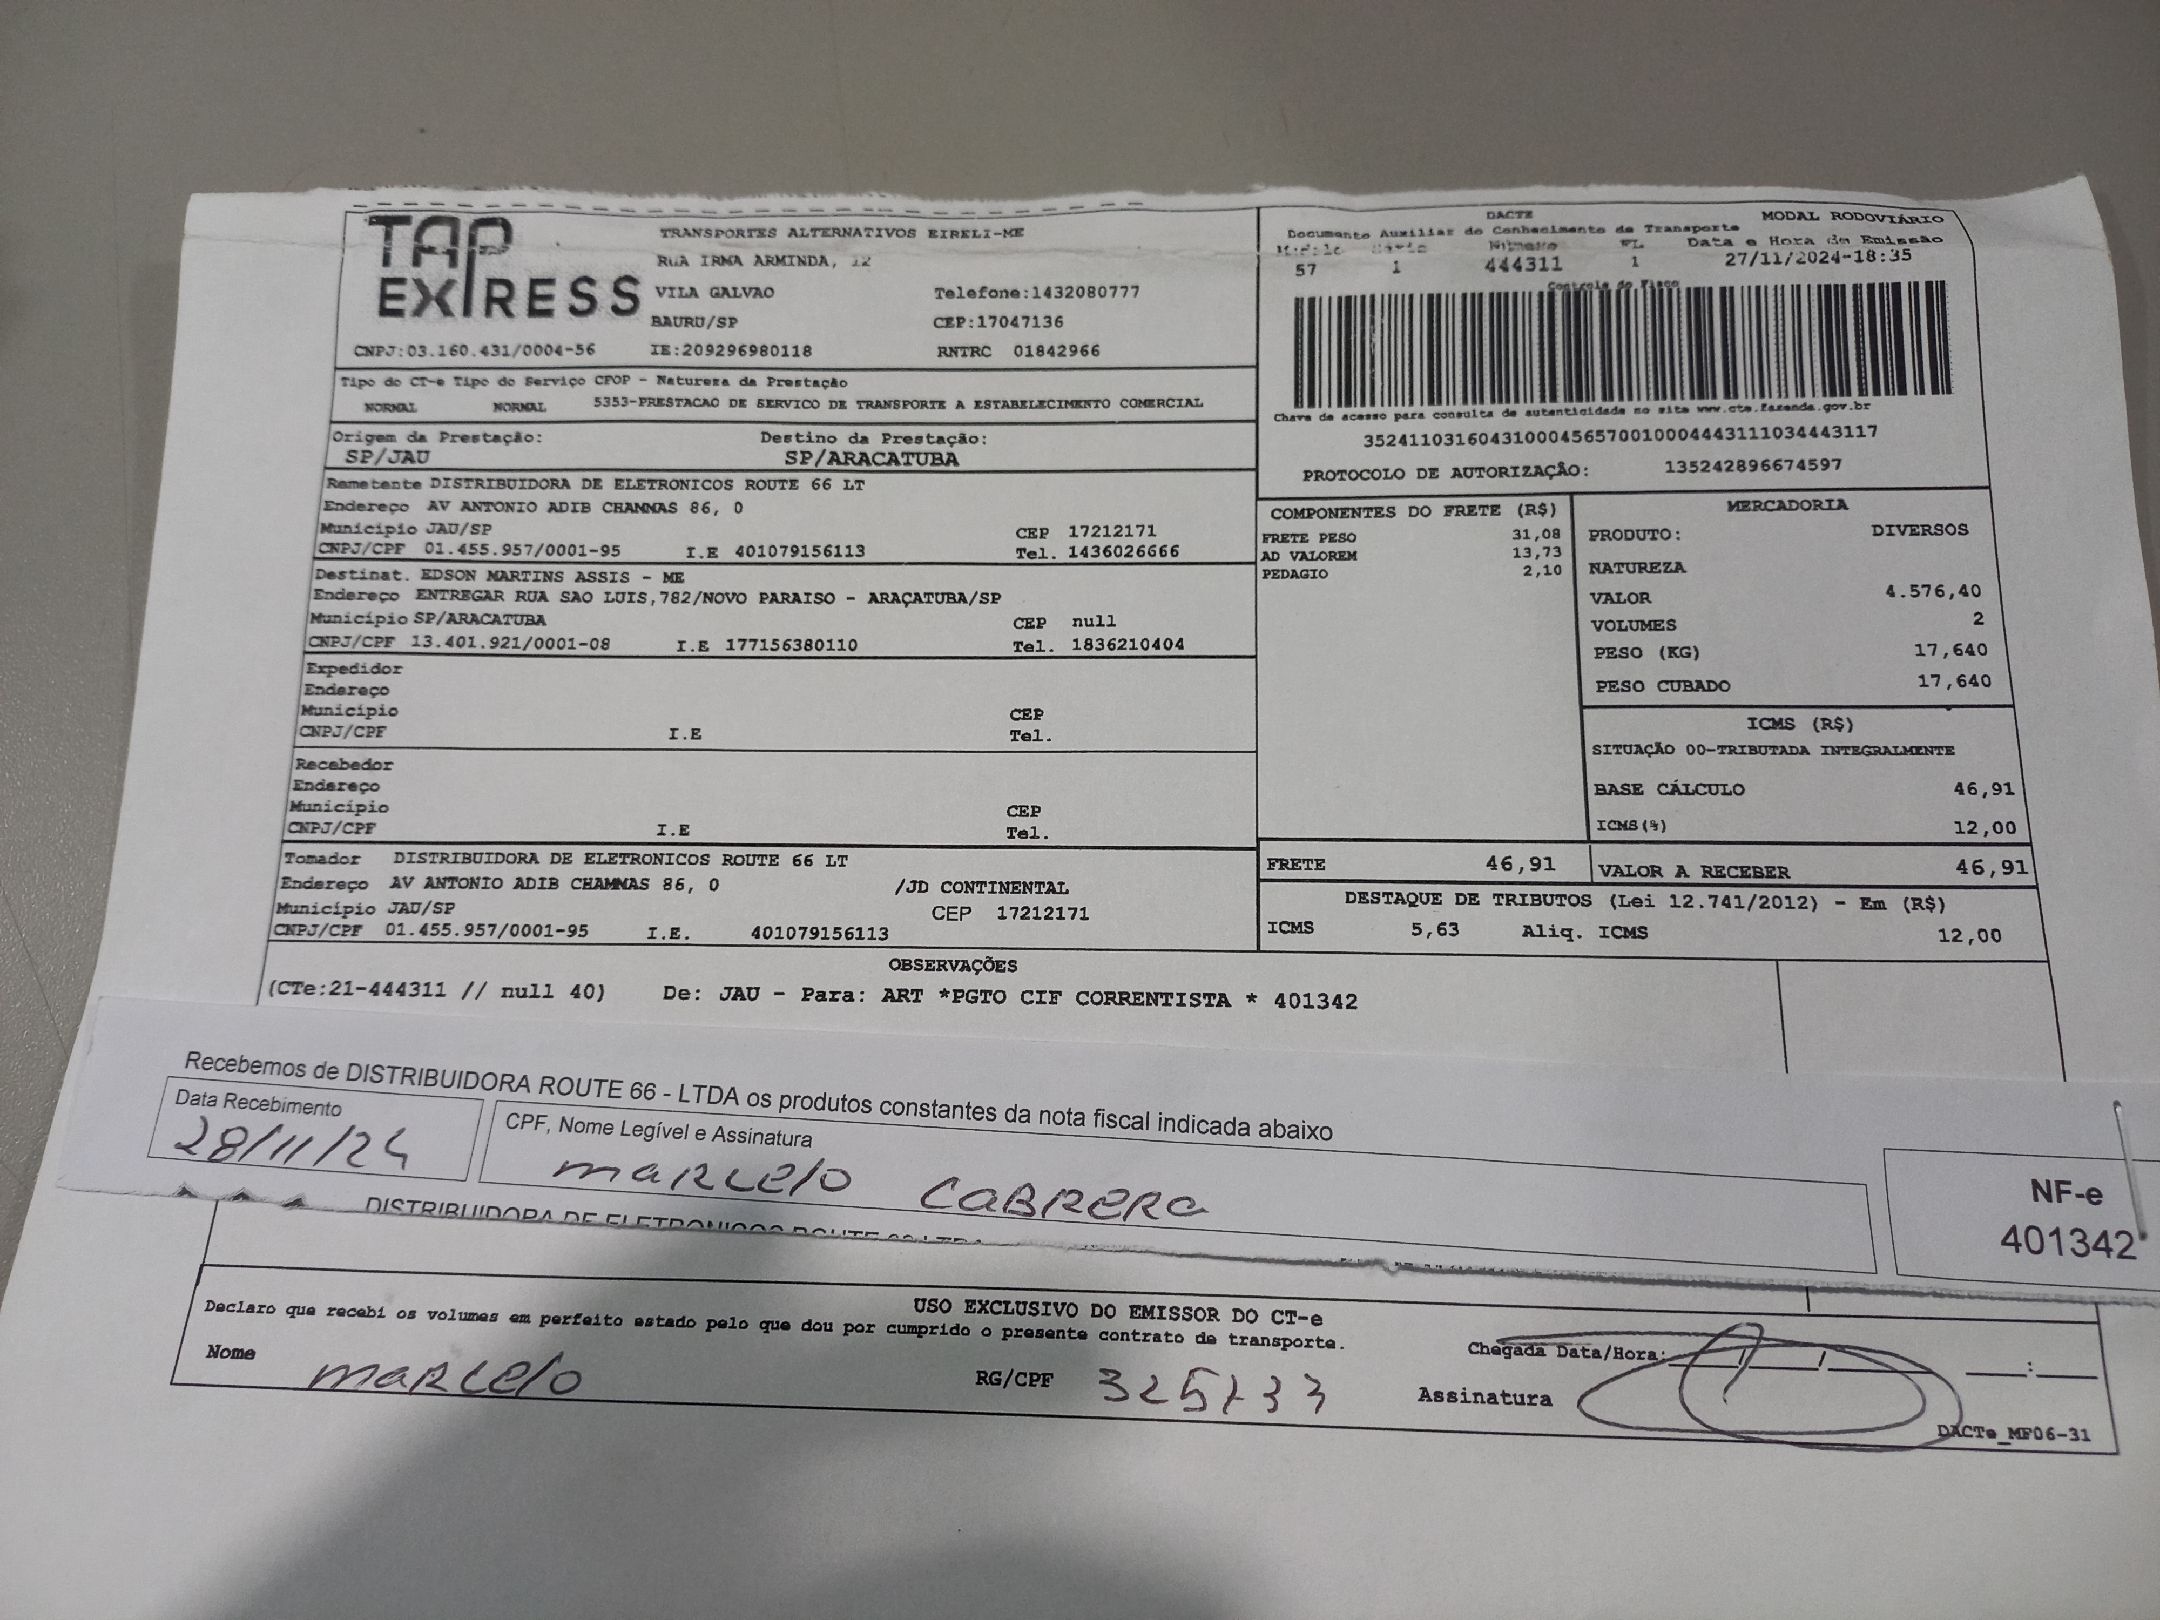 TAP EXPRESS
TRANSPORTES ALTERNATIVOS EIRELI-ME
RUA IRMA ARMINDA, 12
VILA GALVAO Telefone:1432080777
BAURU/SP CEP:17047136
CNPJ:03.160.431/0004-56 IE:209296980118 RNTRC 01842966
DACTE MODAL RODOVIÁRIO
Documento Auxiliar do Conhecimento de Transporte
Modelo Serie Número FL Data e Hora de Emissão
57 1 444311 1 27/11/2024-18:35
Controle do Fisco
Chave de acesso para consulta de autenticidade no site www.cte.fazenda.gov.br
35241103160431000456570010004443111034443117
PROTOCOLO DE AUTORIZAÇÃO: 135242896674597
Tipo do CT-e Tipo do Serviço CFOP - Natureza da Prestação
NORMAL NORMAL 5353-PRESTACAO DE SERVICO DE TRANSPORTE A ESTABELECIMENTO COMERCIAL
Origem da Prestação: Destino da Prestação:
SP/JAU SP/ARACATUBA
Remetente DISTRIBUIDORA DE ELETRONICOS ROUTE 66 LT
Endereço AV ANTONIO ADIB CHAMMAS 86, 0
Município JAU/SP CEP 17212171
CNPJ/CPF 01.455.957/0001-95 I.E 401079156113 Tel. 1436026666
Destinat. EDSON MARTINS ASSIS - ME
Endereço ENTREGAR RUA SAO LUIS,782/NOVO PARAISO - ARAÇATUBA/SP
Município SP/ARACATUBA CEP null
CNPJ/CPF 13.401.921/0001-08 I.E 177156380110 Tel. 1836210404
Expedidor
Endereço
Município CEP
CNPJ/CPF I.E Tel.
Recebedor
Endereço
Município CEP
CNPJ/CPF I.E Tel.
Tomador DISTRIBUIDORA DE ELETRONICOS ROUTE 66 LT
Endereço AV ANTONIO ADIB CHAMMAS 86, 0 /JD CONTINENTAL
Município JAU/SP CEP 17212171
CNPJ/CPF 01.455.957/0001-95 I.E. 401079156113
COMPONENTES DO FRETE (R$)
FRETE PESO 31,08
AD VALOREM 13,73
PEDAGIO 2,10
MERCADORIA
PRODUTO: DIVERSOS
NATUREZA
VALOR 4.576,40
VOLUMES 2
PESO (KG) 17,640
PESO CUBADO 17,640
ICMS (R$)
SITUAÇÃO 00-TRIBUTADA INTEGRALMENTE
BASE CÁLCULO 46,91
ICMS(%) 12,00
FRETE 46,91 VALOR A RECEBER 46,91
DESTAQUE DE TRIBUTOS (Lei 12.741/2012) - Em (R$)
ICMS 5,63 Aliq. ICMS 12,00
OBSERVAÇÕES
(CTe:21-444311 // null 40) De: JAU - Para: ART *PGTO CIF CORRENTISTA * 401342
Recebemos de DISTRIBUIDORA ROUTE 66 - LTDA os produtos constantes da nota fiscal indicada abaixo
Data Recebimento CPF, Nome Legível e Assinatura
28/11/24 MARCELO CABRERA
NF-e
401342
DISTRIBUIDORA DE ELETRONICOS ROUTE 66 LTDA
USO EXCLUSIVO DO EMISSOR DO CT-e
Declaro que recebi os volumes em perfeito estado pelo que dou por cumprido o presente contrato de transporte.
Chegada Data/Hora: ____/____/____ ____:____
Nome MARCELO RG/CPF Assinatura
DACTe_MF06-31